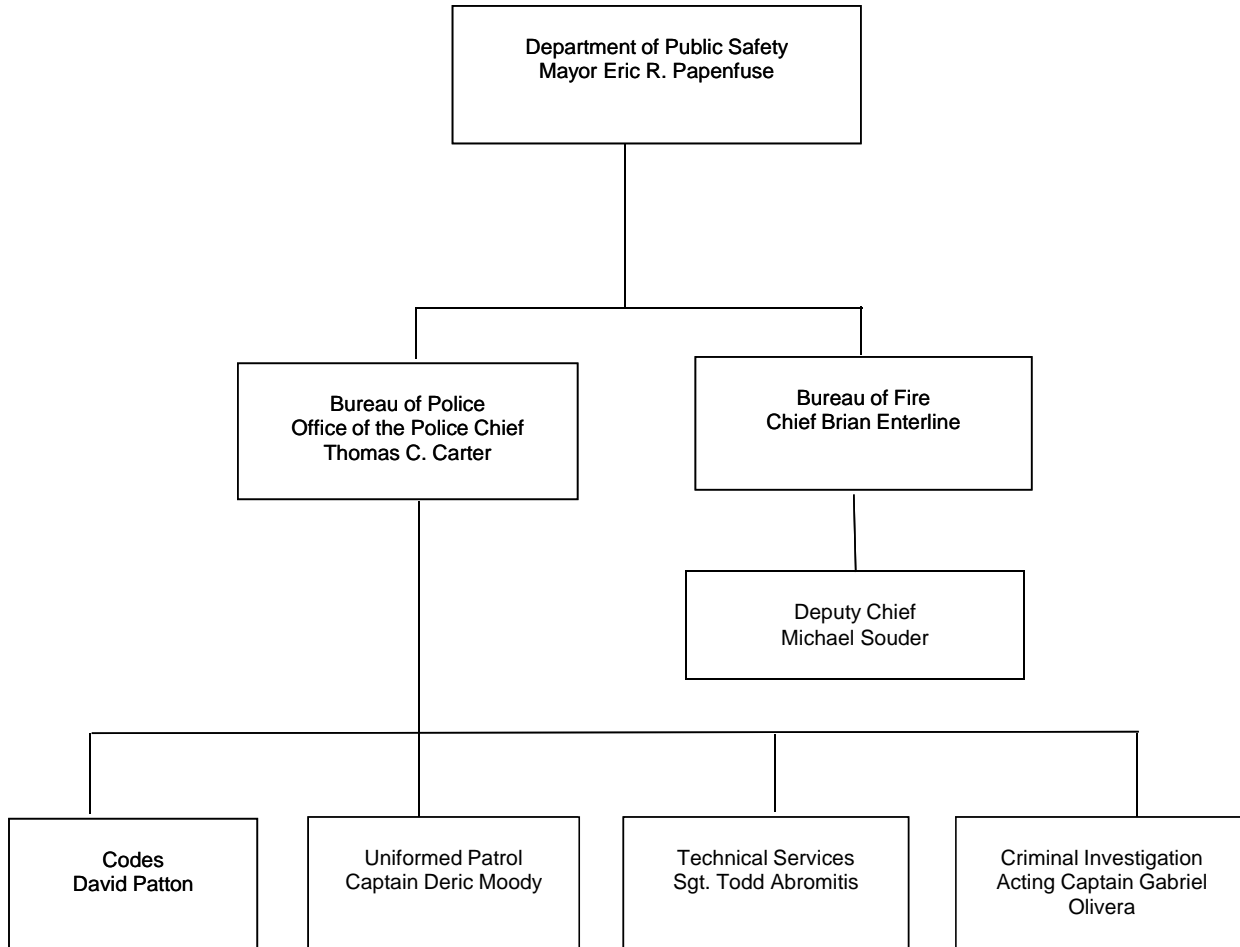 Department of Public Safety
Mayor Eric R. Papenfuse
Bureau of Police
Office of the Police Chief
Thomas C. Carter
Bureau of Fire
Chief Brian Enterline
Deputy Chief
Michael Souder
Codes
David Patton
Uniformed Patrol
Captain Deric Moody
Technical Services
Sgt. Todd Abromitis
Criminal Investigation
Acting Captain Gabriel
Olivera